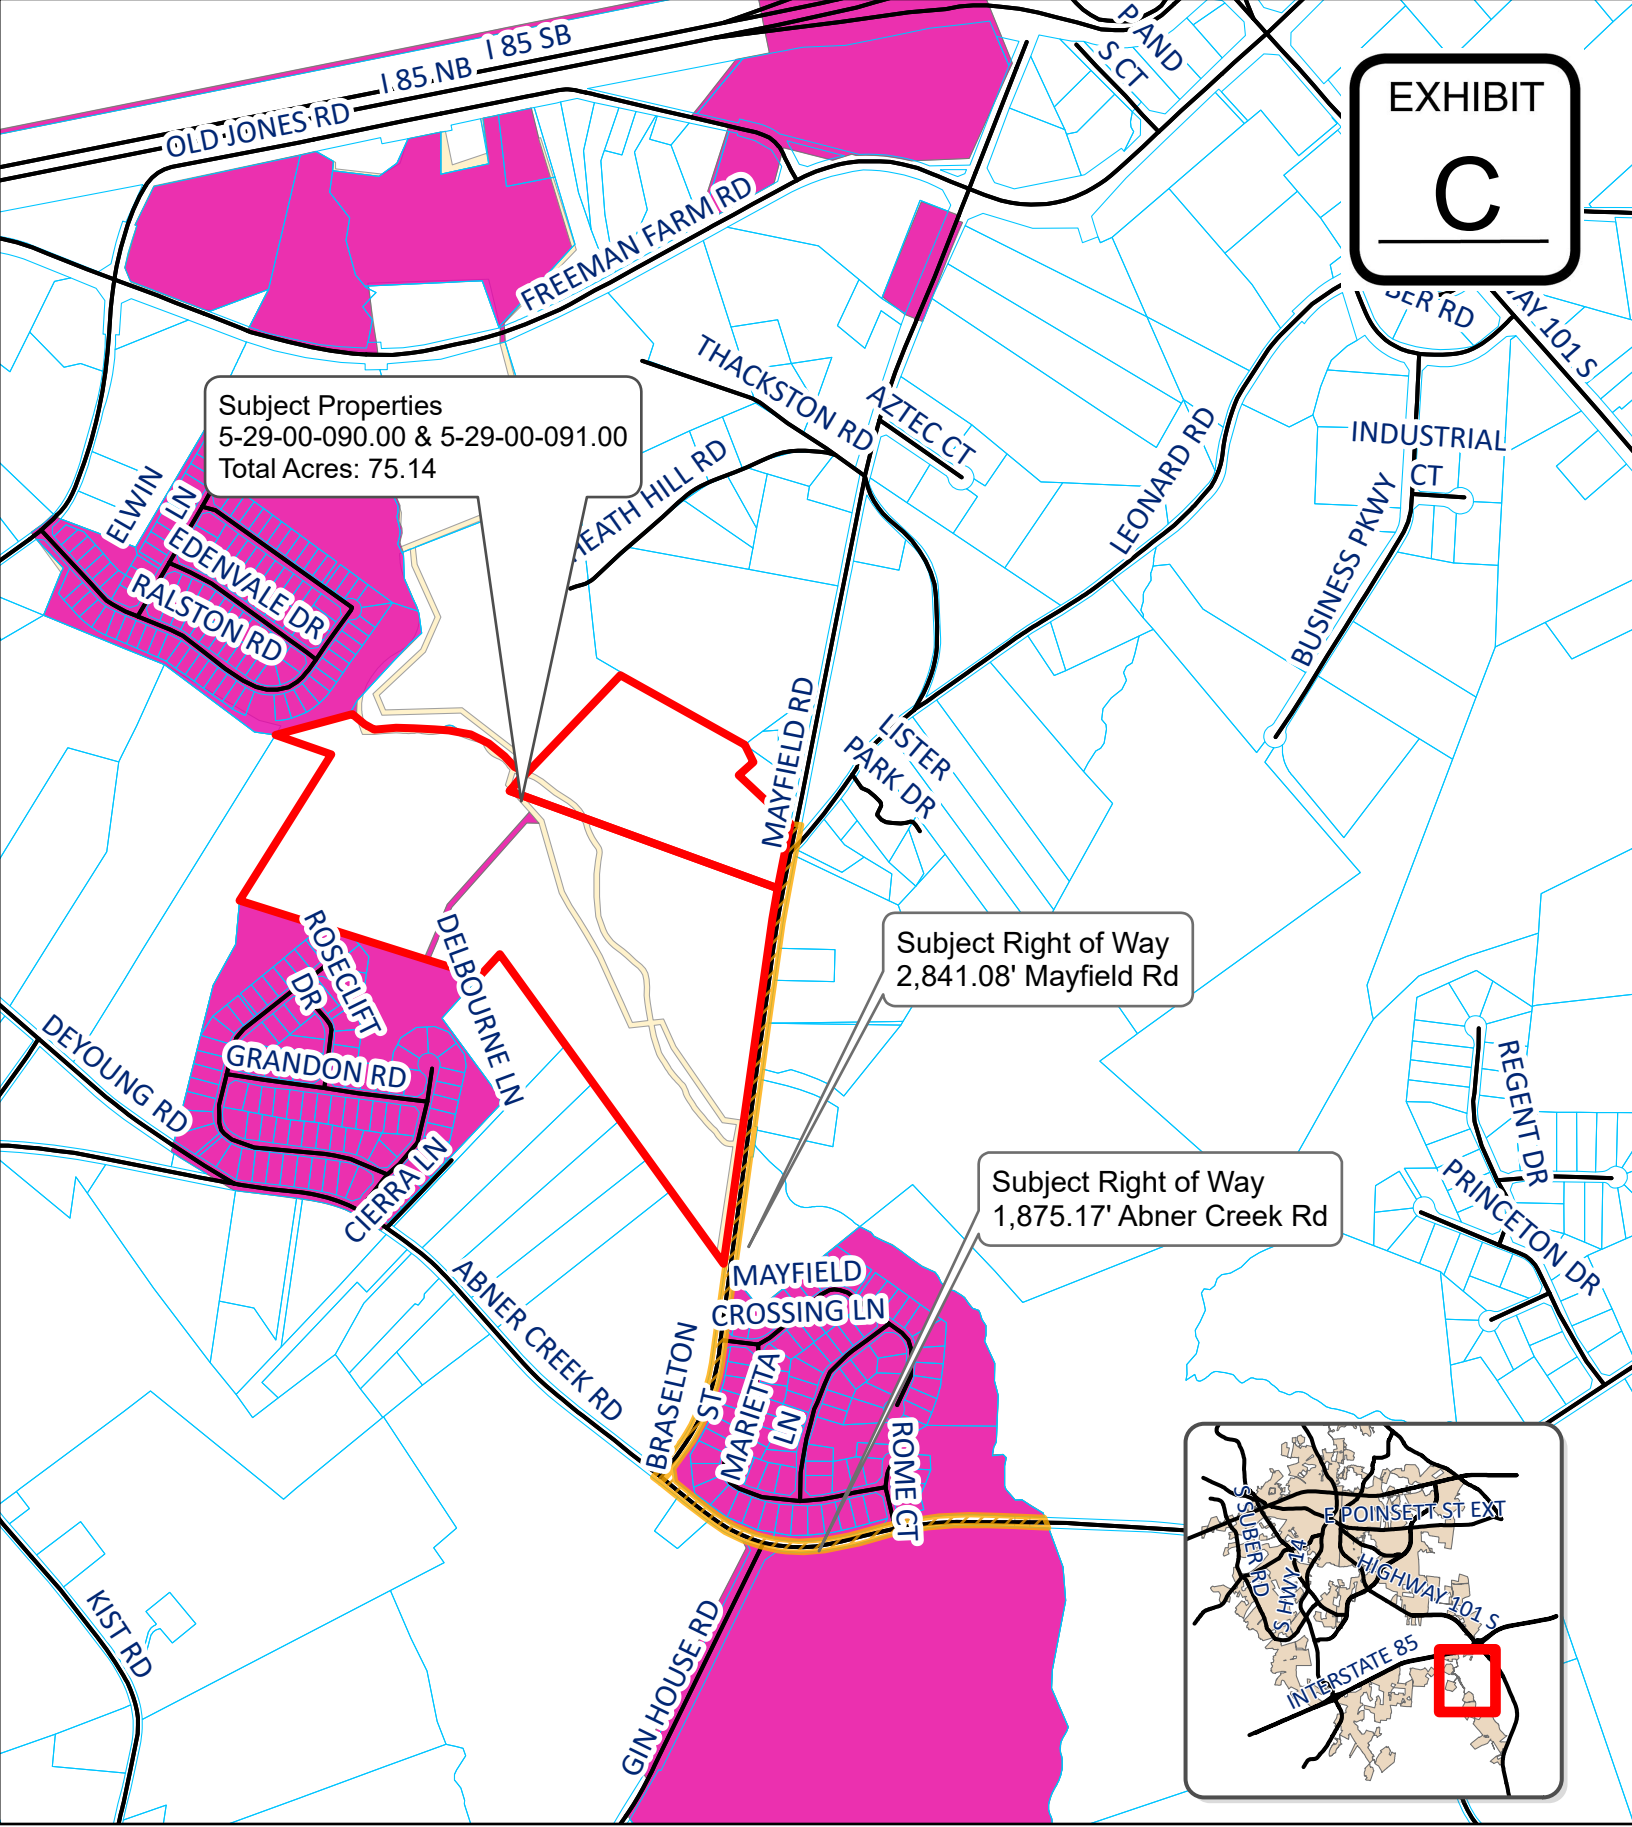 I 85 SB
I 85 NB
OLD JONES RD
P AND
S CT
EXHIBIT
C
FREEMAN FARM RD
BER RD
AY 101 S
THACKSTON RD
AZTEC CT
Subject Properties
5-29-00-090.00 & 5-29-00-091.00
Total Acres: 75.14
INDUSTRIAL
CT
LEONARD RD
HEATH HILL RD
BUSINESS PKWY
ELWIN
LN
EDENVALE DR
RALSTON RD
MAYFIELD RD
LISTER
PARK DR
Subject Right of Way
2,841.08' Mayfield Rd
ROSECLIFT
DR
DELBOURNE LN
DEYOUNG RD
GRANDON RD
REGENT DR
CIERRA LN
PRINCETON DR
Subject Right of Way
1,875.17' Abner Creek Rd
MAYFIELD
CROSSING LN
ABNER CREEK RD
BRASELTON
ST
MARIETTA
LN
ROME CT
KIST RD
GIN HOUSE RD
S SUBER RD
E POINSETT ST EXT
S HWY 14
HIGHWAY 101 S
INTERSTATE 85